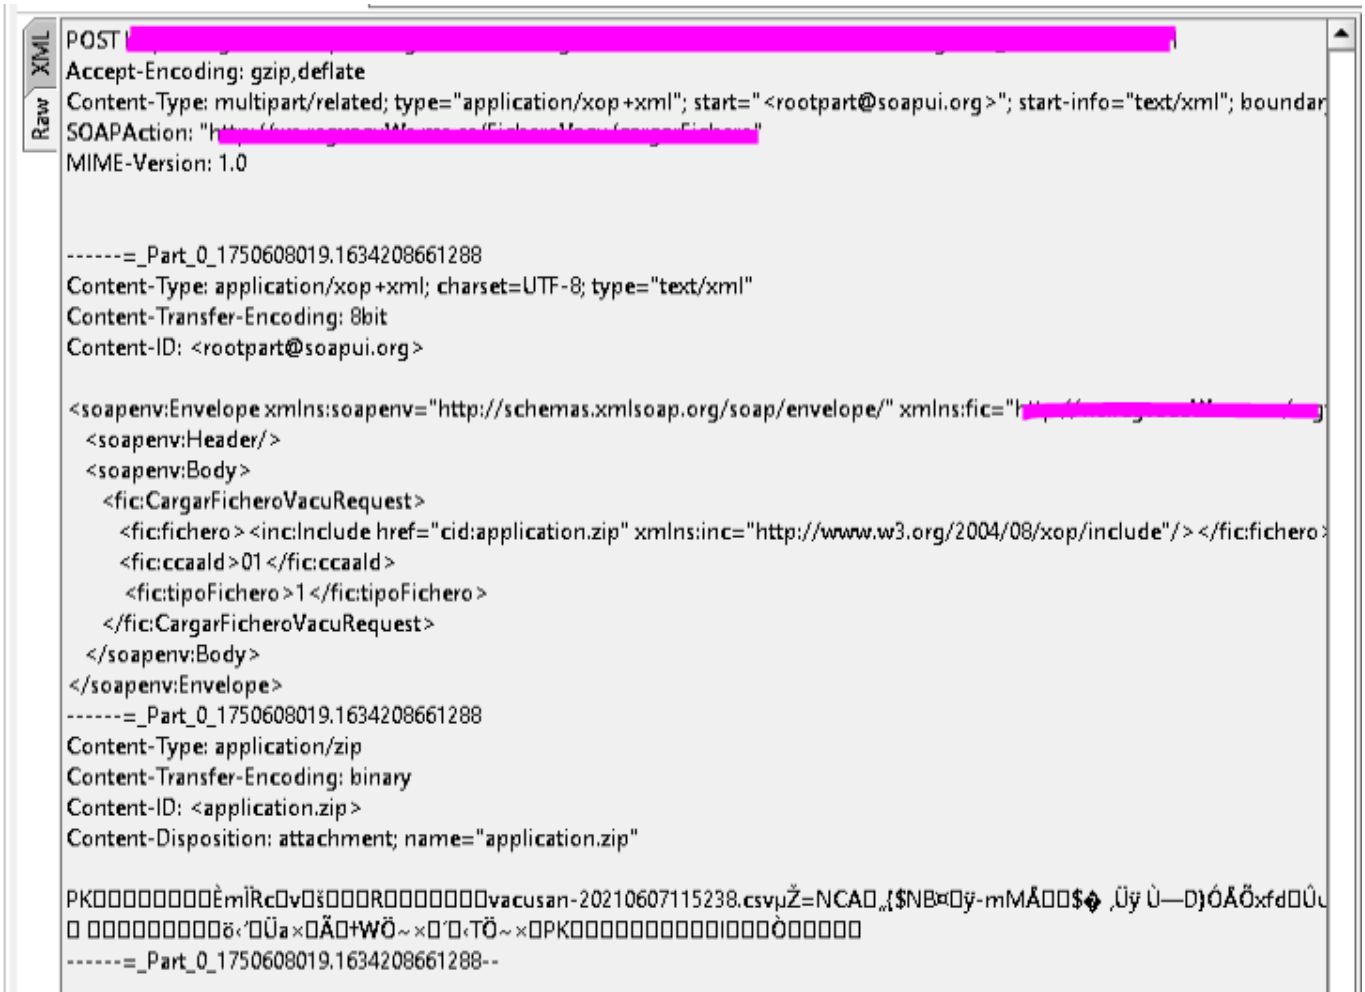 XML
Raw
POST
Accept-Encoding: gzip,deflate
Content-Type: multipart/related; type="application/xop+xml"; start="<rootpart@soapui.org>"; start-info="text/xml"; boundar
SOAPAction: "
MIME-Version: 1.0
------=_Part_0_1750608019.1634208661288
Content-Type: application/xop+xml; charset=UTF-8; type="text/xml"
Content-Transfer-Encoding: 8bit
Content-ID: <rootpart@soapui.org>
<soapenv:Envelope xmlns:soapenv="http://schemas.xmlsoap.org/soap/envelope/" xmlns:fic="
<soapenv:Header/>
<soapenv:Body>
<fic:CargarFicheroVacuRequest>
<fic:fichero><inc:Include href="cid:application.zip" xmlns:inc="http://www.w3.org/2004/08/xop/include"/></fic:fichero>
<fic:ccaaId>01</fic:ccaaId>
<fic:tipoFichero>1</fic:tipoFichero>
</fic:CargarFicheroVacuRequest>
</soapenv:Body>
</soapenv:Envelope>
------=_Part_0_1750608019.1634208661288
Content-Type: application/zip
Content-Transfer-Encoding: binary
Content-ID: <application.zip>
Content-Disposition: attachment; name="application.zip"
vacusan-20210607115238.csv
------=_Part_0_1750608019.1634208661288--